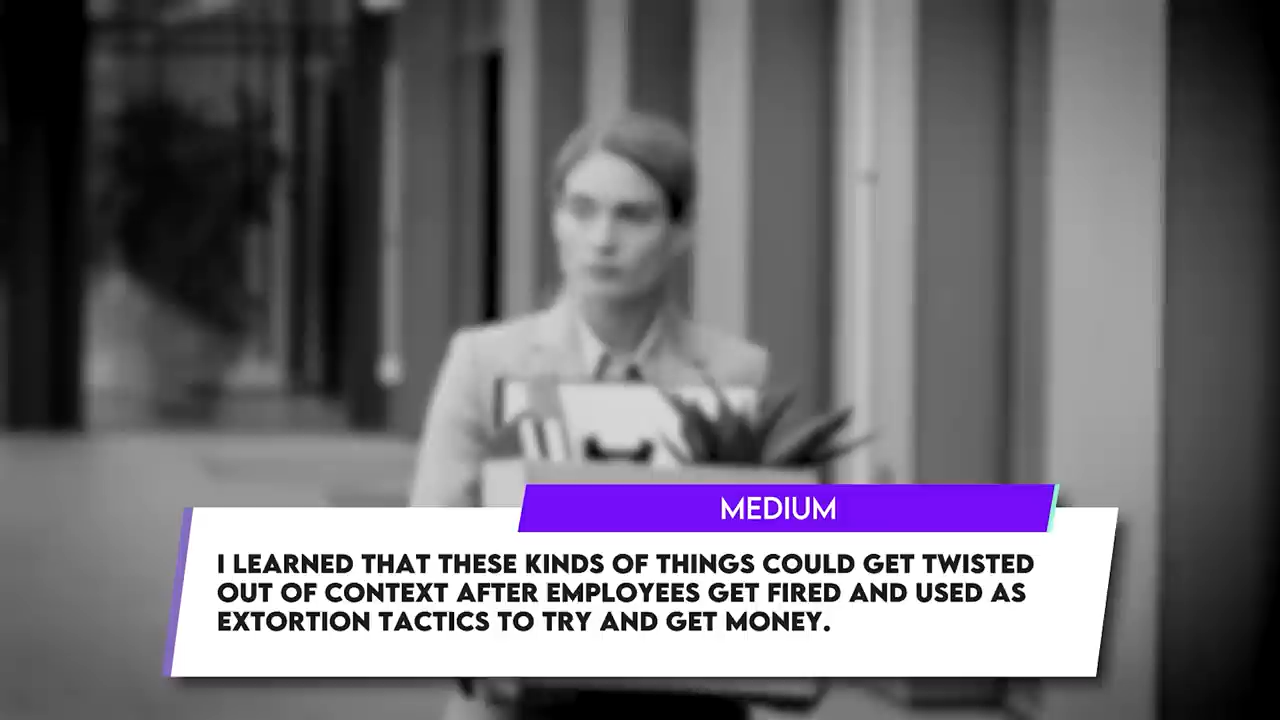 MEDIUM
I LEARNED THAT THESE KINDS OF THINGS COULD GET TWISTED
OUT OF CONTEXT AFTER EMPLOYEES GET FIRED AND USED AS
EXTORTION TACTICS TO TRY AND GET MONEY.